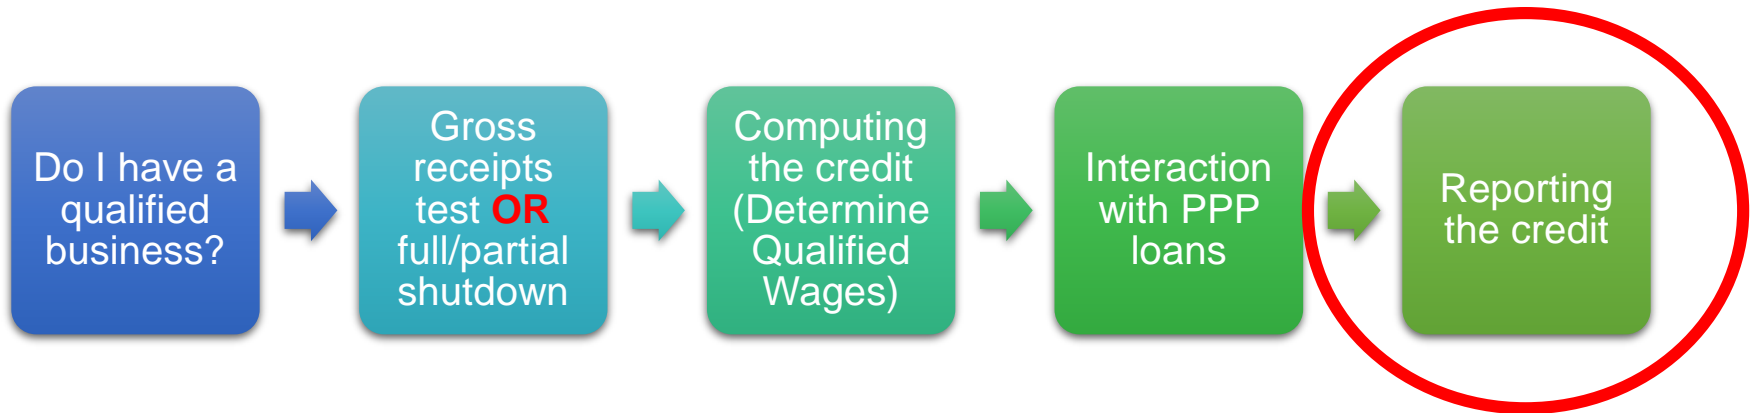 Do I have a
qualified
business?
Gross
receipts
test OR
full/partial
shutdown
Computing
the credit
(Determine
Qualified
Wages)
Interaction
with PPP
loans
Reporting
the credit